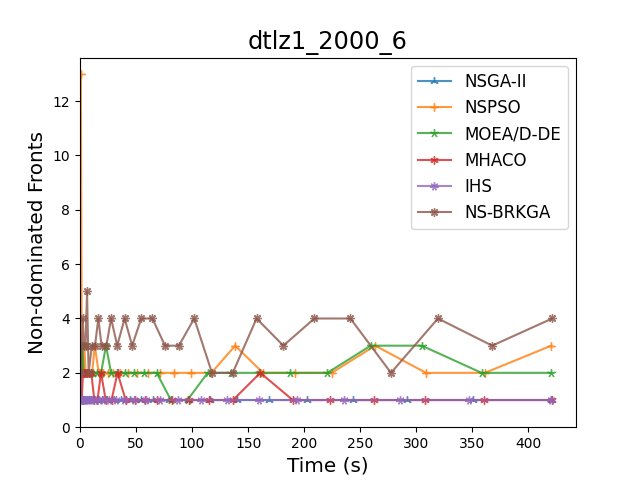 dtlz1_2000_6
Non-dominated Fronts
12
10
8
6
4
2
0
0 50 100 150 200 250 300 350 400
Time (s)
NSGA-II
NSPSO
MOEA/D-DE
MHACO
IHS
NS-BRKGA